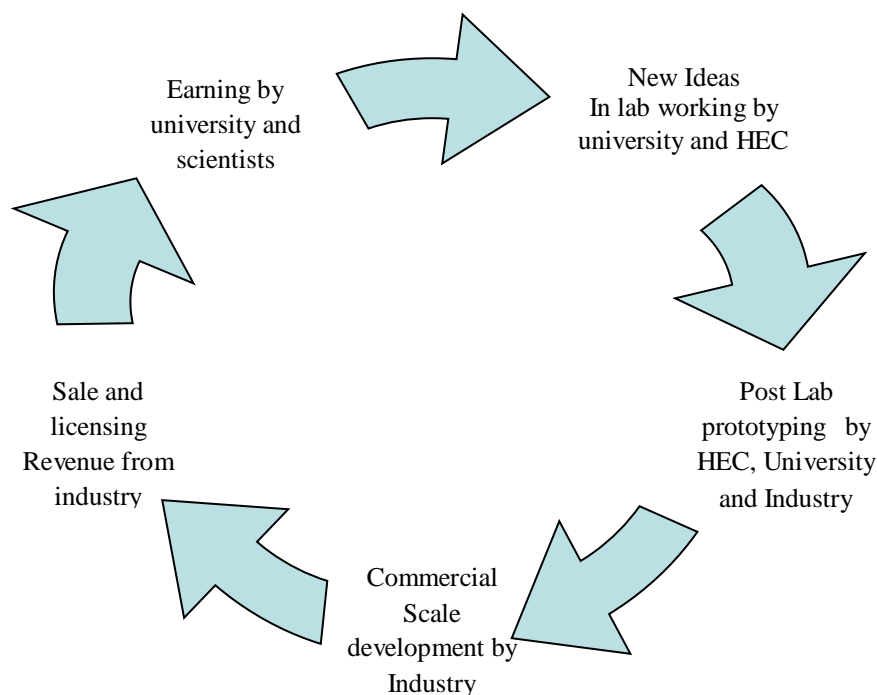 Earning by
university and
scientists
New Ideas
In lab working by
university and HEC
Post Lab
prototyping by
HEC, University
and Industry
Commercial
Scale
development by
Industry
Sale and
licensing
Revenue from
industry